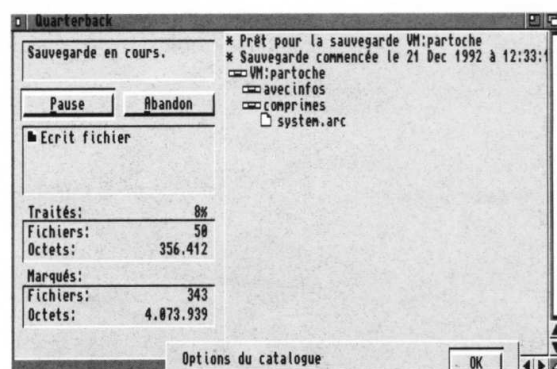 Quarterback
Sauvegarde en cours.
Pause
Abandon
Ecrit fichier
Traités: 8%
Fichiers: 50
Octets: 356.412
Marqués:
Fichiers: 343
Octets: 4.073.939
* Prêt pour la sauvegarde VM:partoche
* Sauvegarde commencée le 21 Dec 1992 à 12:33:1
VM:partoche
avecinfos
comprimes
system.arc
Options du catalogue
OK